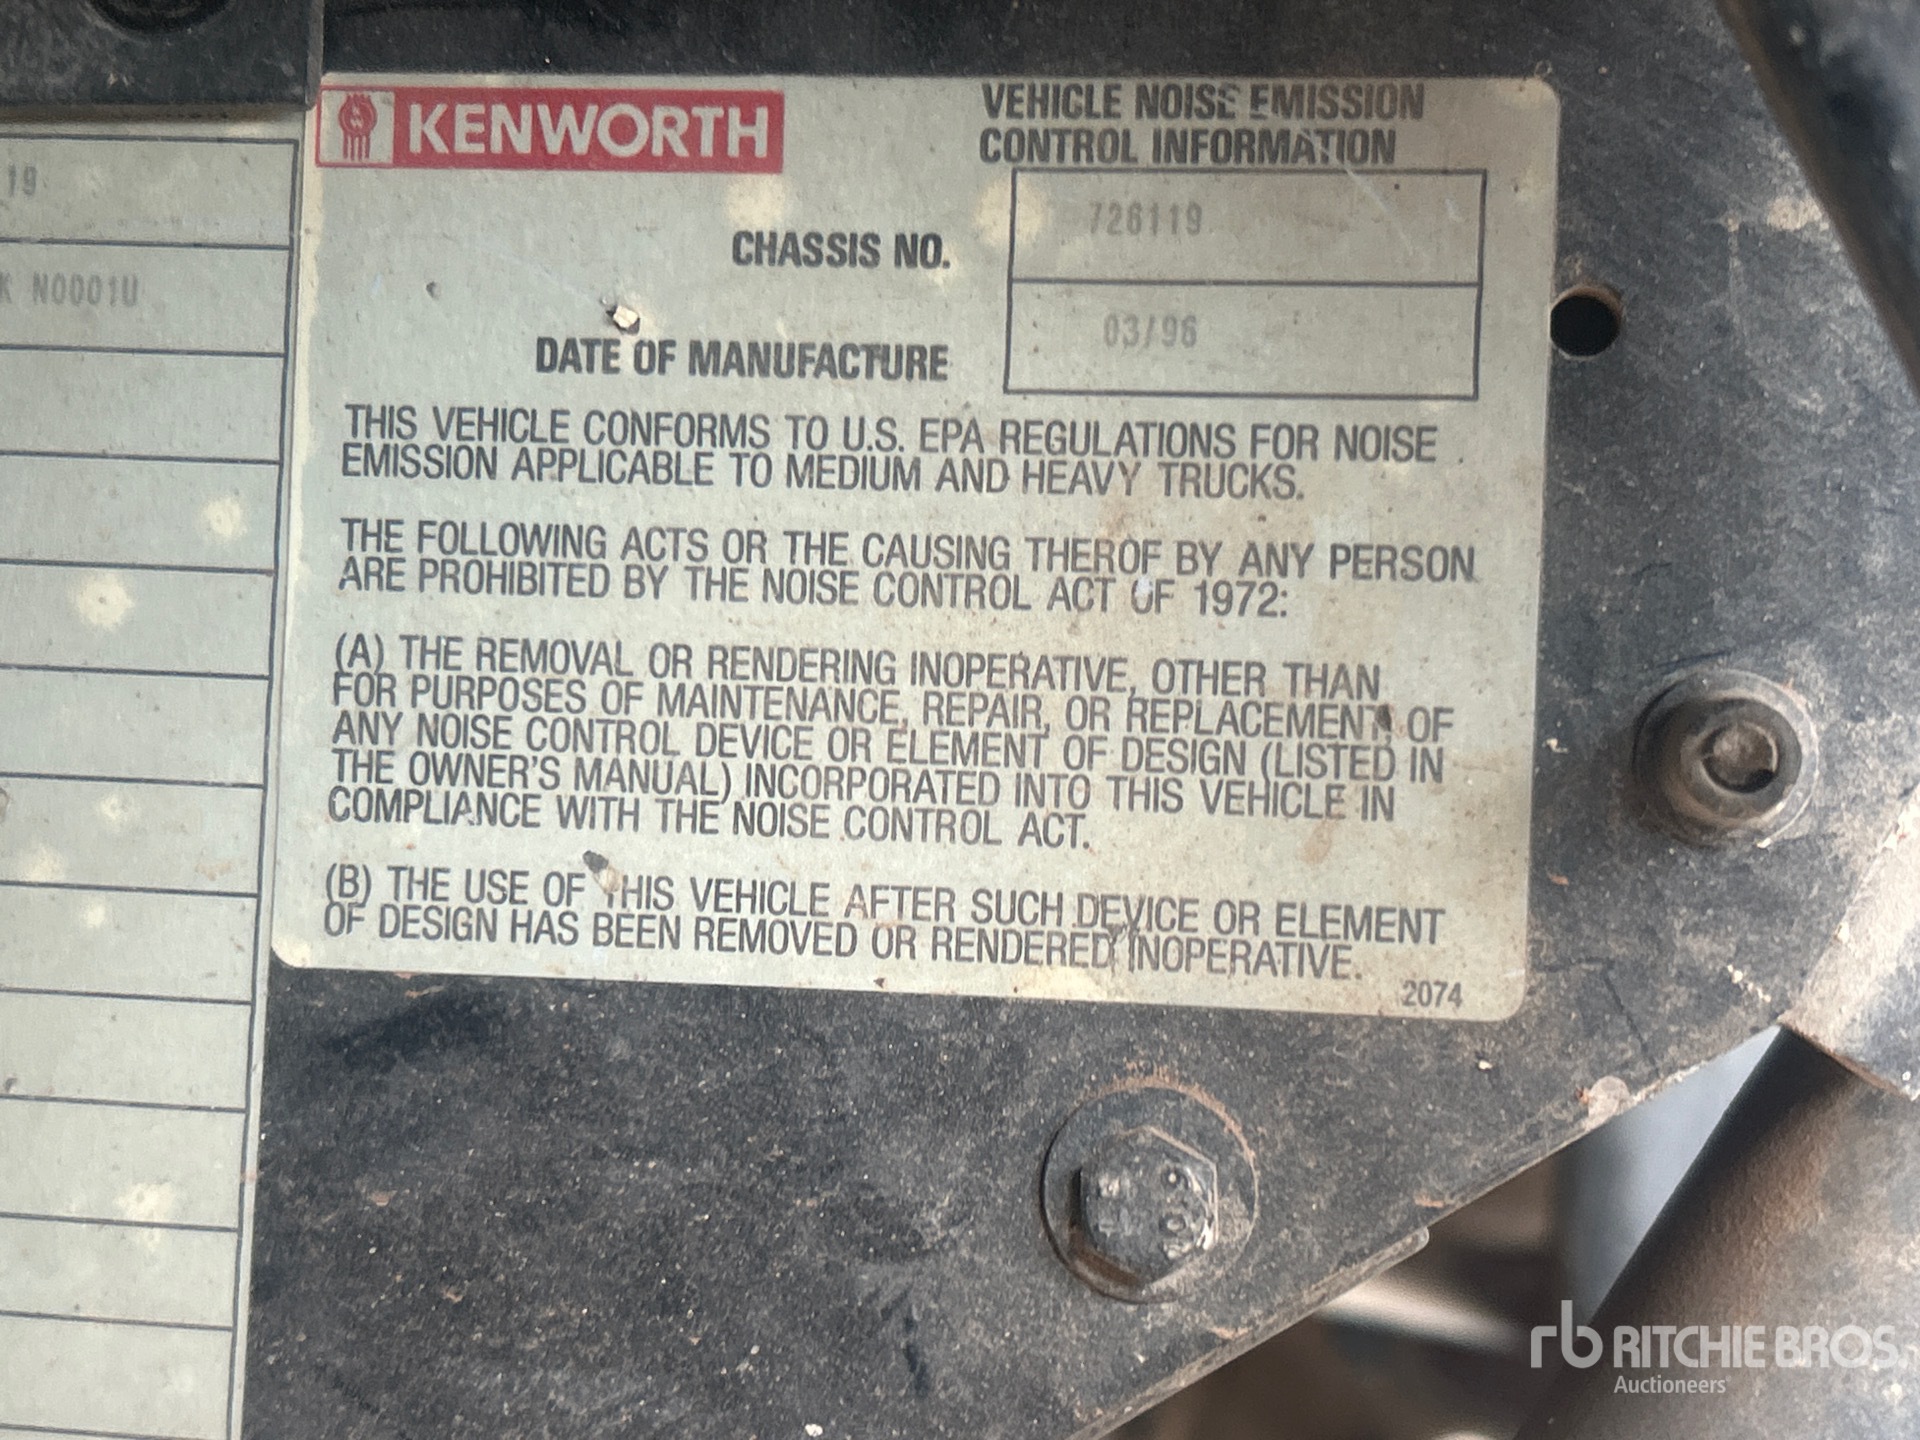 19
K N0001U
KENWORTH
VEHICLE NOISE EMISSION
CONTROL INFORMATION
CHASSIS NO.
726119
DATE OF MANUFACTURE
03/96
THIS VEHICLE CONFORMS TO U.S. EPA REGULATIONS FOR NOISE
EMISSION APPLICABLE TO MEDIUM AND HEAVY TRUCKS.
THE FOLLOWING ACTS OR THE CAUSING THEROF BY ANY PERSON
ARE PROHIBITED BY THE NOISE CONTROL ACT OF 1972:
(A) THE REMOVAL OR RENDERING INOPERATIVE, OTHER THAN
FOR PURPOSES OF MAINTENANCE, REPAIR, OR REPLACEMENT OF
ANY NOISE CONTROL DEVICE OR ELEMENT OF DESIGN (LISTED IN
THE OWNER'S MANUAL) INCORPORATED INTO THIS VEHICLE IN
COMPLIANCE WITH THE NOISE CONTROL ACT.
(B) THE USE OF THIS VEHICLE AFTER SUCH DEVICE OR ELEMENT
OF DESIGN HAS BEEN REMOVED OR RENDERED INOPERATIVE.
2074
rb RITCHIE BROS.
Auctioneers